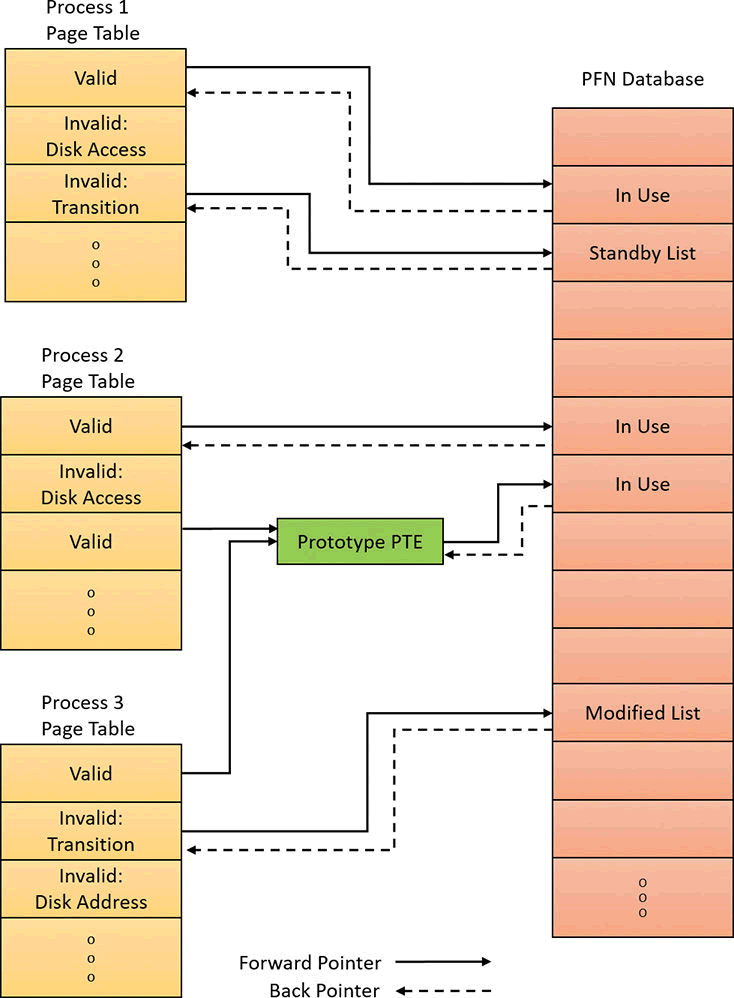 Process 1
Page Table
Valid
Invalid:
Disk Access
Invalid:
Transition
o
o
o
PFN Database
In Use
Standby List
In Use
In Use
Modified List
o
o
o
Process 2
Page Table
Valid
Invalid:
Disk Access
Valid
o
o
o
Prototype PTE
Process 3
Page Table
Valid
Invalid:
Transition
Invalid:
Disk Address
o
o
o
Forward Pointer
Back Pointer